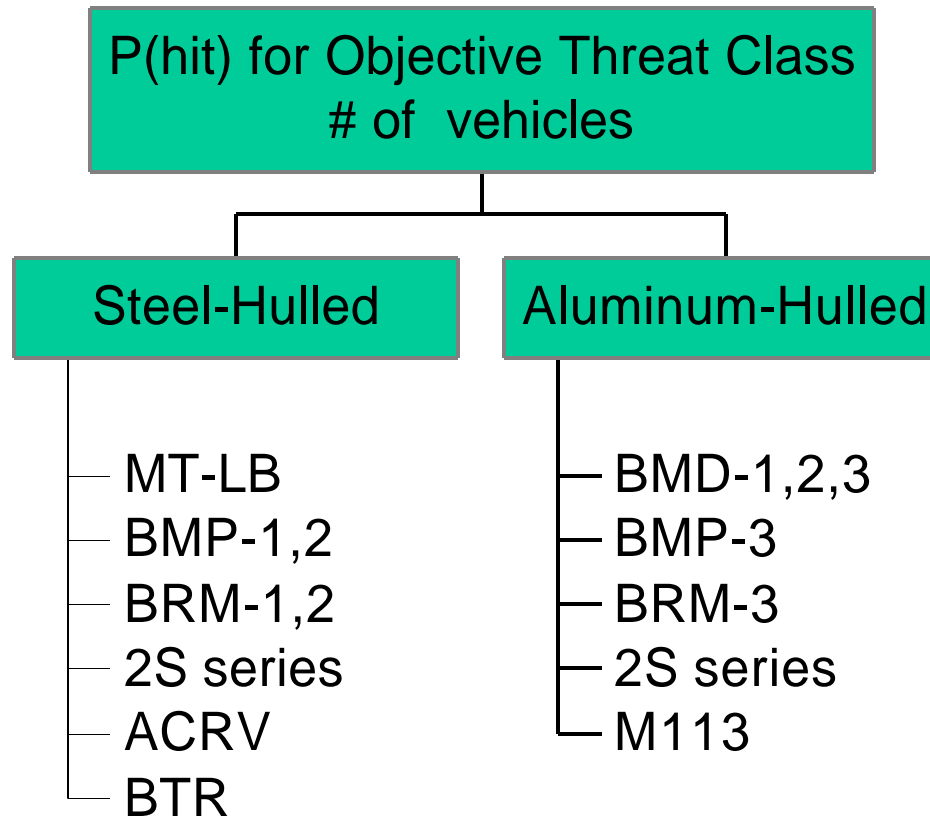 P(hit) for Objective Threat Class
# of vehicles
Steel-Hulled
MT-LB
BMP-1,2
BRM-1,2
2S series
ACRV
BTR
Aluminum-Hulled
BMD-1,2,3
BMP-3
BRM-3
2S series
M113